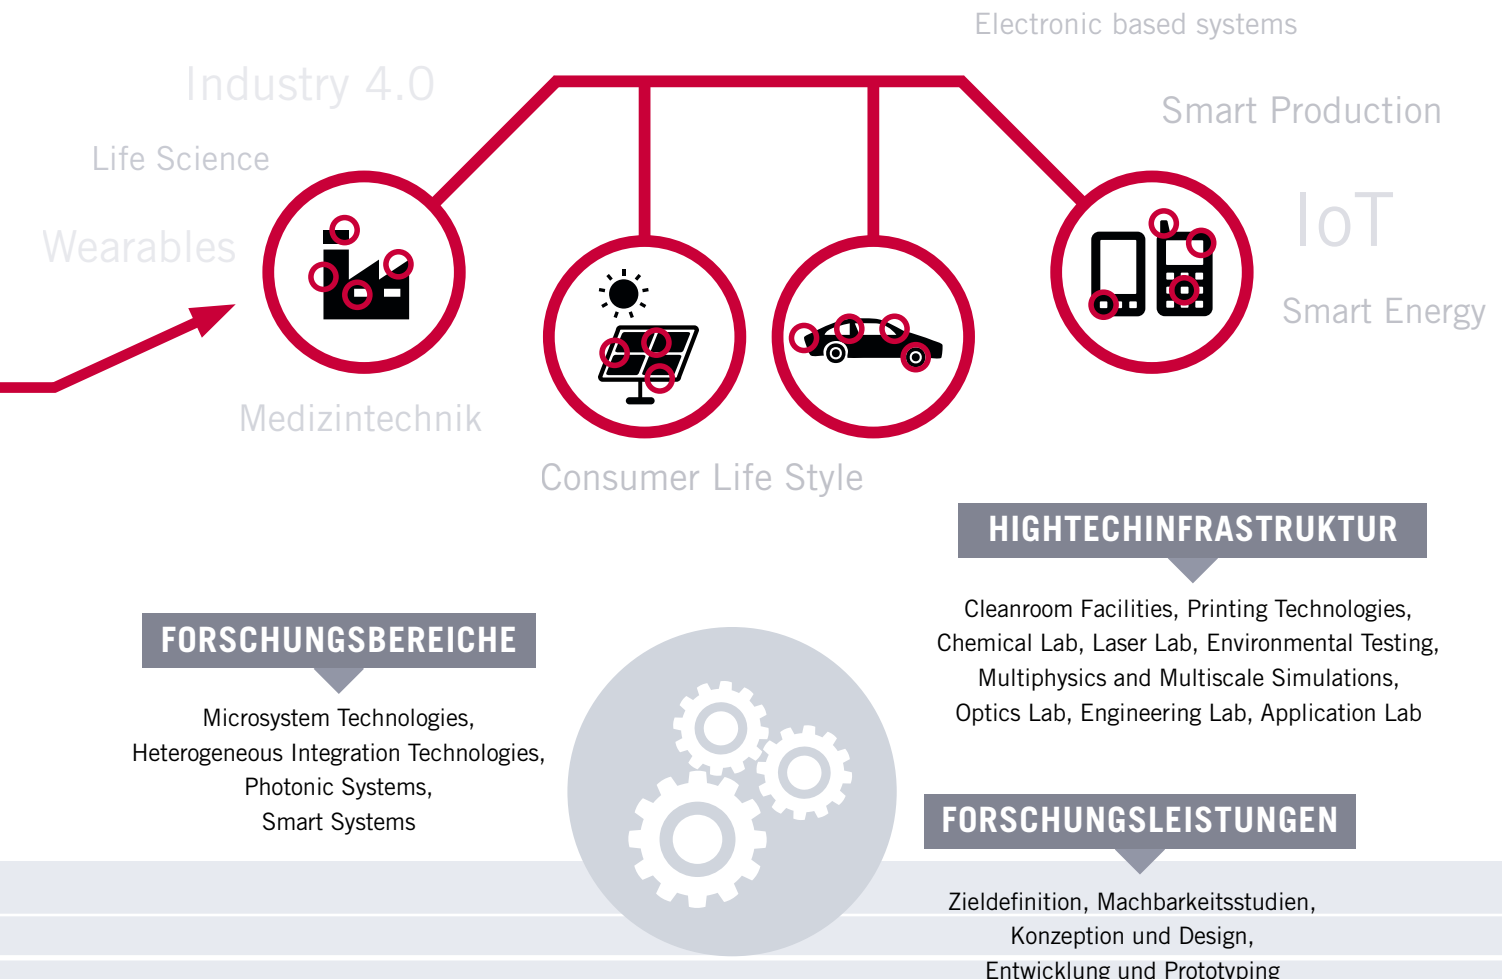 Electronic based systems
Industry 4.0
Smart Production
Life Science
IoT
Wearables
Smart Energy
Medizintechnik
Consumer Life Style
HIGHTECHINFRASTRUKTUR
Cleanroom Facilities, Printing Technologies,
Chemical Lab, Laser Lab, Environmental Testing,
Multiphysics and Multiscale Simulations,
Optics Lab, Engineering Lab, Application Lab
FORSCHUNGSBEREICHE
Microsystem Technologies,
Heterogeneous Integration Technologies,
Photonic Systems,
Smart Systems
FORSCHUNGSLEISTUNGEN
Zieldefinition, Machbarkeitsstudien,
Konzeption und Design,
Entwicklung und Prototyping